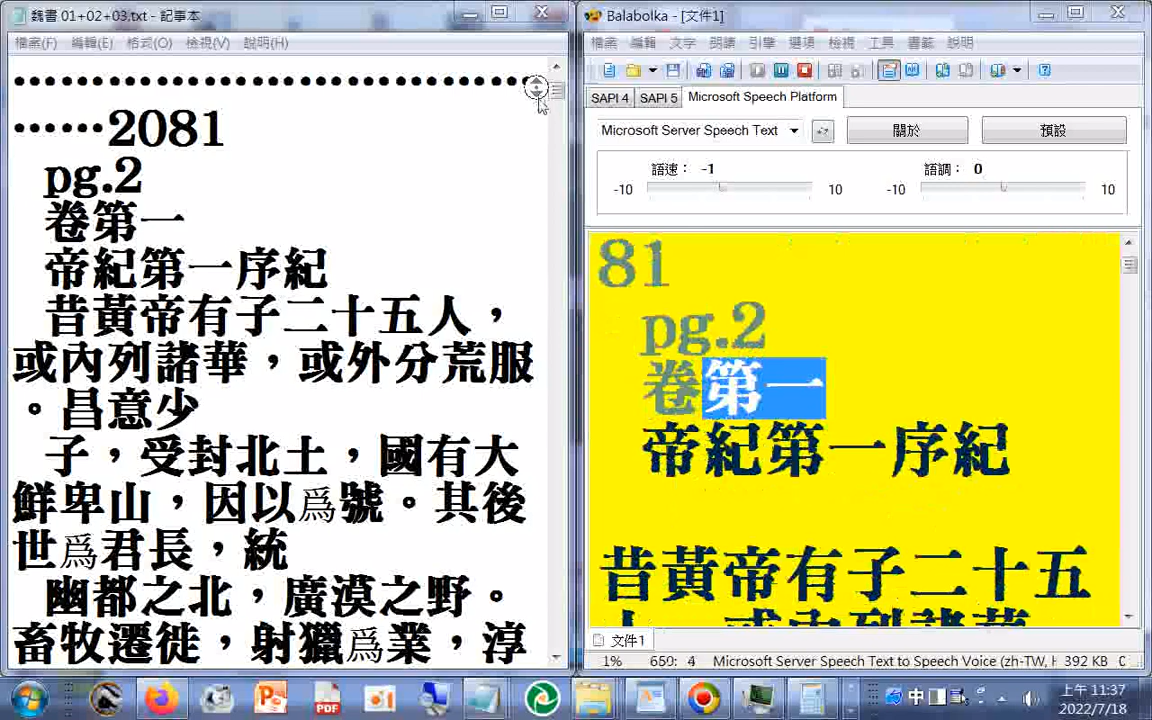 魏書 01+02+03.txt - 記事本
檔案(F) 編輯(E) 格式(O) 檢視(V) 說明(H)
••••••••••••••••••••••••••••••••••
••••••2081
pg.2
卷第一
帝紀第一序紀
昔黃帝有子二十五人，
或內列諸華，或外分荒服
。昌意少
子，受封北土，國有大
鮮卑山，因以爲號。其後
世爲君長，統
幽都之北，廣漠之野。
畜牧遷徙，射獵爲業，淳
Balabolka - [文件1]
檔案 編輯 文字 朗讀 引擎 選項 檢視 工具 書籤 說明
SAPI 4 SAPI 5 Microsoft Speech Platform
Microsoft Server Speech Text 關於 預設
語速： -1 語調： 0
-10 10 -10 10
81
pg.2
卷第一
帝紀第一序紀
昔黃帝有子二十五
人，或內列諸華
文件1
1% 650: 4 Microsoft Server Speech Text to Speech Voice (zh-TW, H 392 KB
PDF 中 上午 11:37
2022/7/18